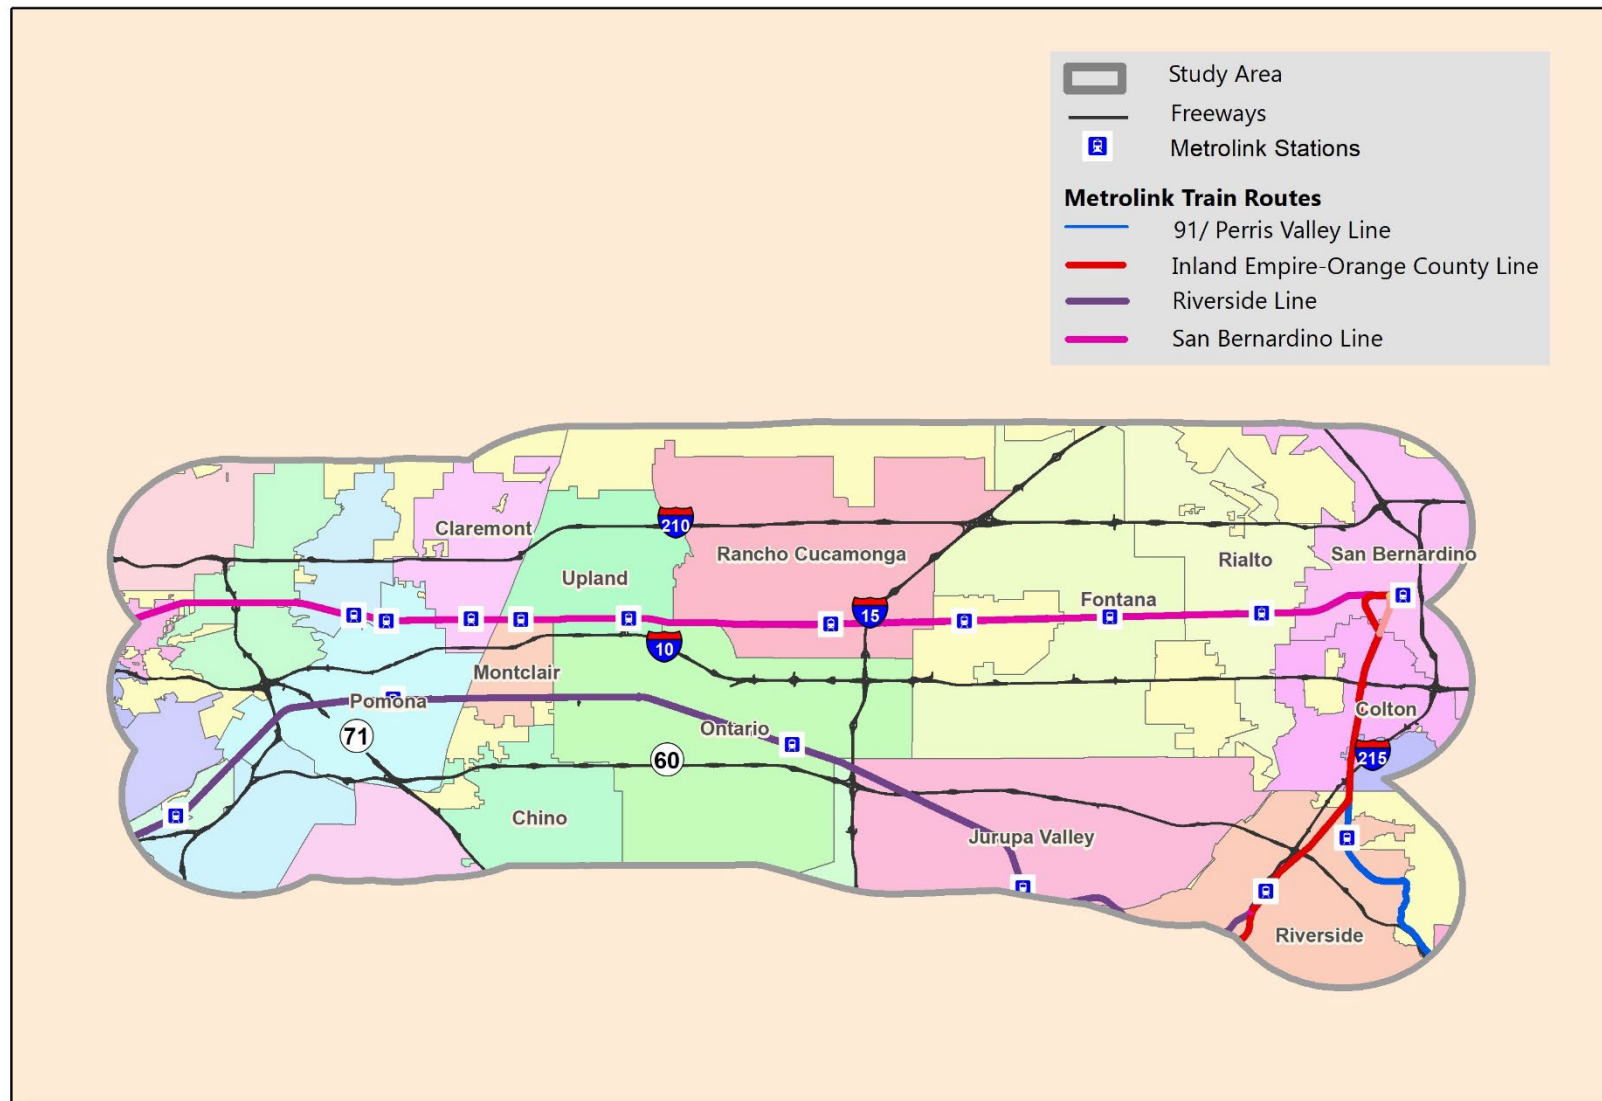 Study Area
Freeways
Metrolink Stations
Metrolink Train Routes
91/ Perris Valley Line
Inland Empire-Orange County Line
Riverside Line
San Bernardino Line
Claremont
210
Rancho Cucamonga
Rialto
San Bernardino
Upland
Fontana
15
10
Montclair
Pomona
Colton
71
Ontario
60
215
Chino
Jurupa Valley
Riverside